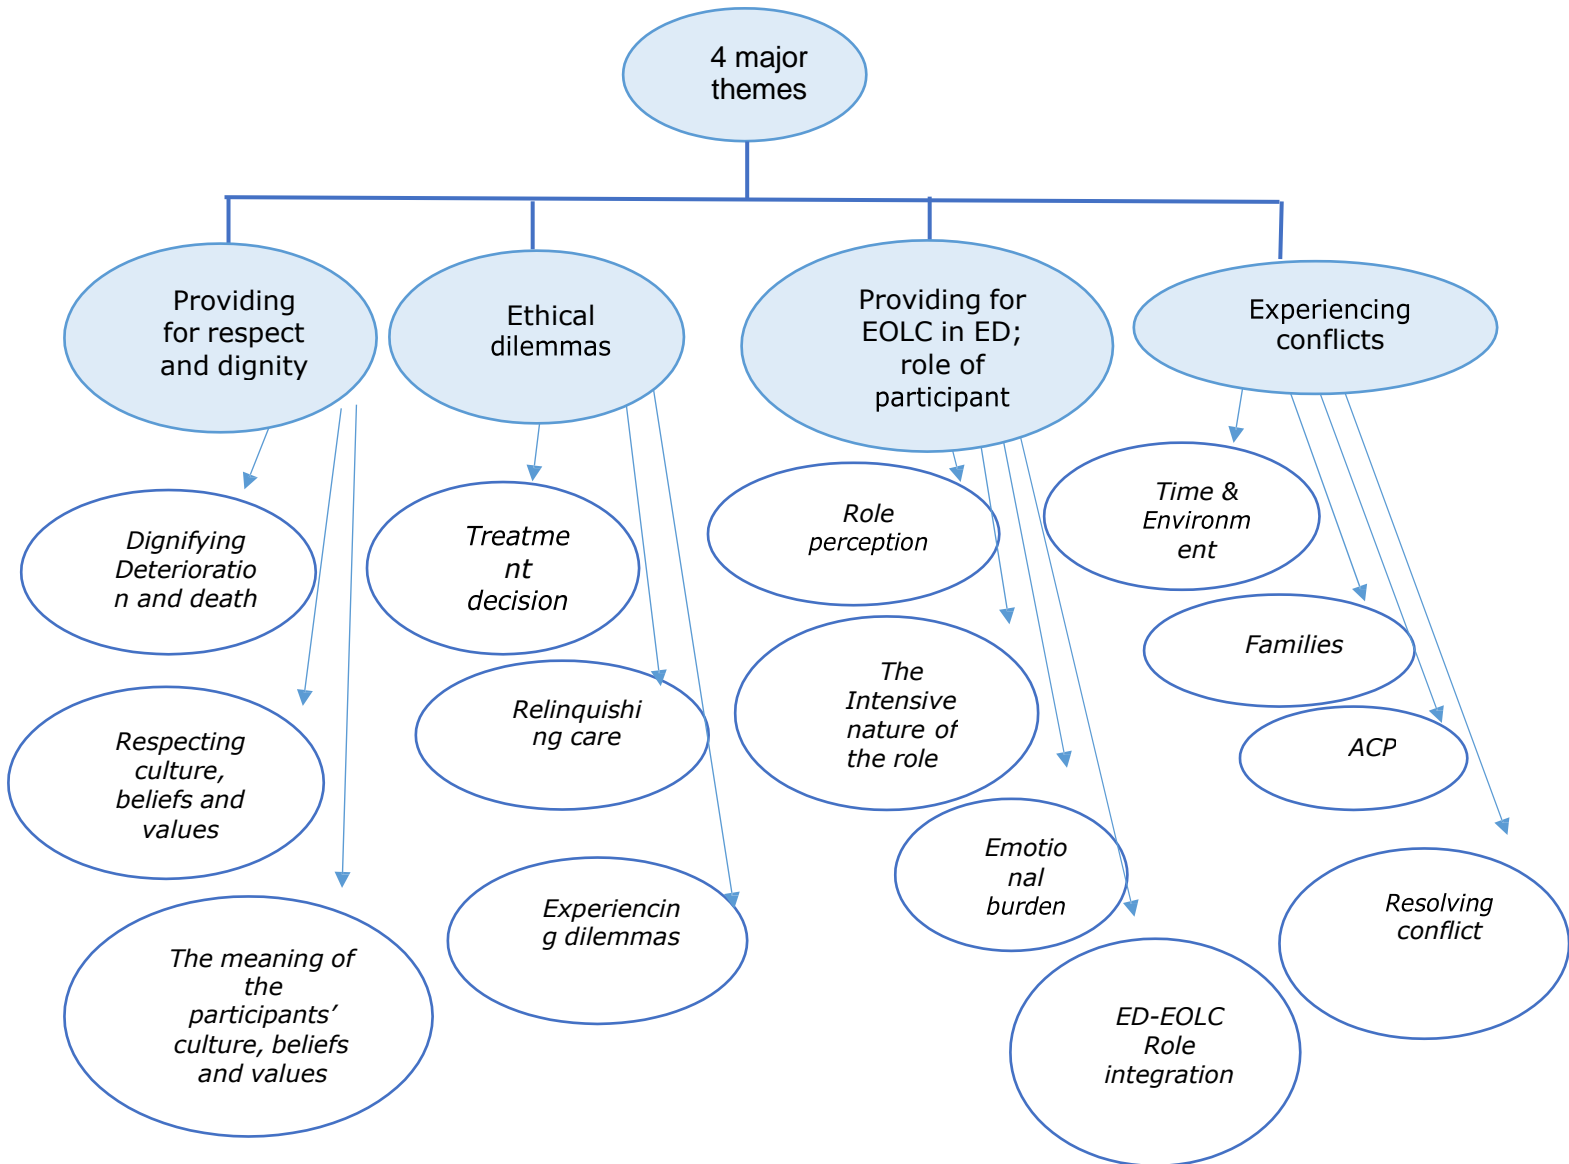 4 major
themes
Providing
for respect
and dignity
Ethical
dilemmas
Providing for
EOLC in ED;
role of
participant
Experiencing
conflicts
Dignifying
Deterioratio
n and death
Respecting
culture,
beliefs and
values
The meaning of
the
participants’
culture, beliefs
and values
Treatme
nt
decision
Relinquishi
ng care
Experiencin
g dilemmas
Role
perception
The
Intensive
nature of
the role
Emotio
nal
burden
ED-EOLC
Role
integration
Time &
Environm
ent
Families
ACP
Resolving
conflict